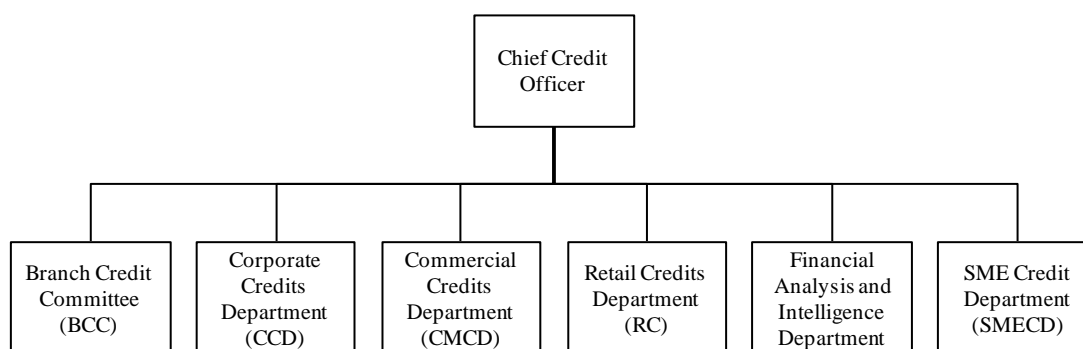 Chief Credit
Officer
Branch Credit
Committee
(BCC)
Corporate
Credits
Department
(CCD)
Commercial
Credits
Department
(CMCD)
Retail Credits
Department
(RC)
Financial
Analysis and
Intelligence
Department
SME Credit
Department
(SMECD)